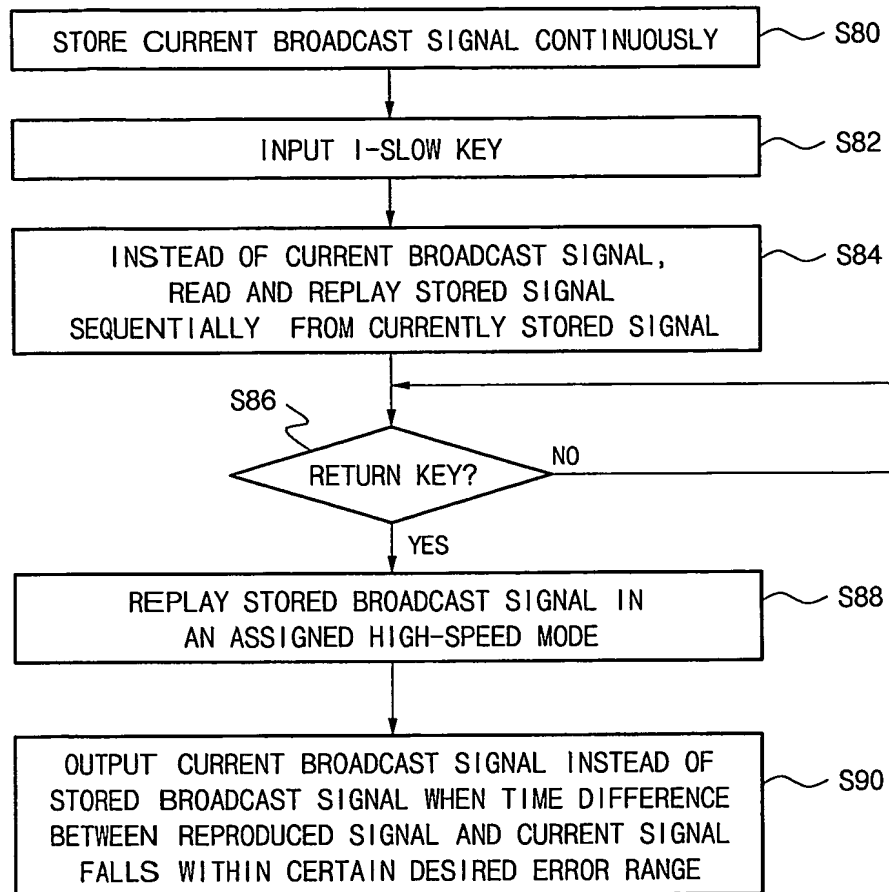 STORE CURRENT BROADCAST SIGNAL CONTINUOUSLY
S80
INPUT I-SLOW KEY
S82
INSTEAD OF CURRENT BROADCAST SIGNAL,
READ AND REPLAY STORED SIGNAL
SEQUENTIALLY FROM CURRENTLY STORED SIGNAL
S84
S86
RETURN KEY?
NO
YES
REPLAY STORED BROADCAST SIGNAL IN
AN ASSIGNED HIGH-SPEED MODE
S88
OUTPUT CURRENT BROADCAST SIGNAL INSTEAD OF
STORED BROADCAST SIGNAL WHEN TIME DIFFERENCE
BETWEEN REPRODUCED SIGNAL AND CURRENT SIGNAL
FALLS WITHIN CERTAIN DESIRED ERROR RANGE
S90